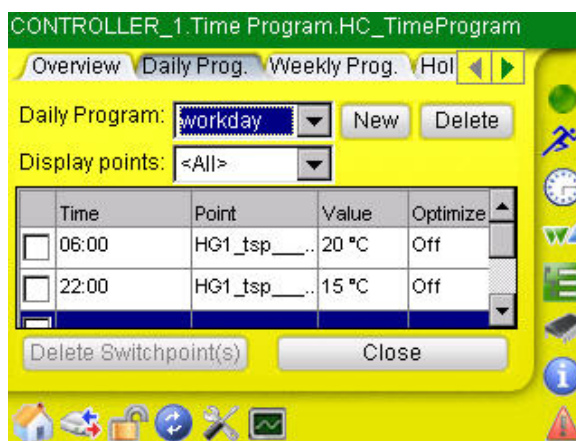 CONTROLLER_1.Time Program.HC_TimeProgram
Overview Daily Prog. Weekly Prog. Hol
Daily Program: workday New Delete
Display points: <All>
Time Point Value Optimize
06:00 HG1_tsp___.. 20 °C Off
22:00 HG1_tsp___.. 15 °C Off
Delete Switchpoint(s) Close